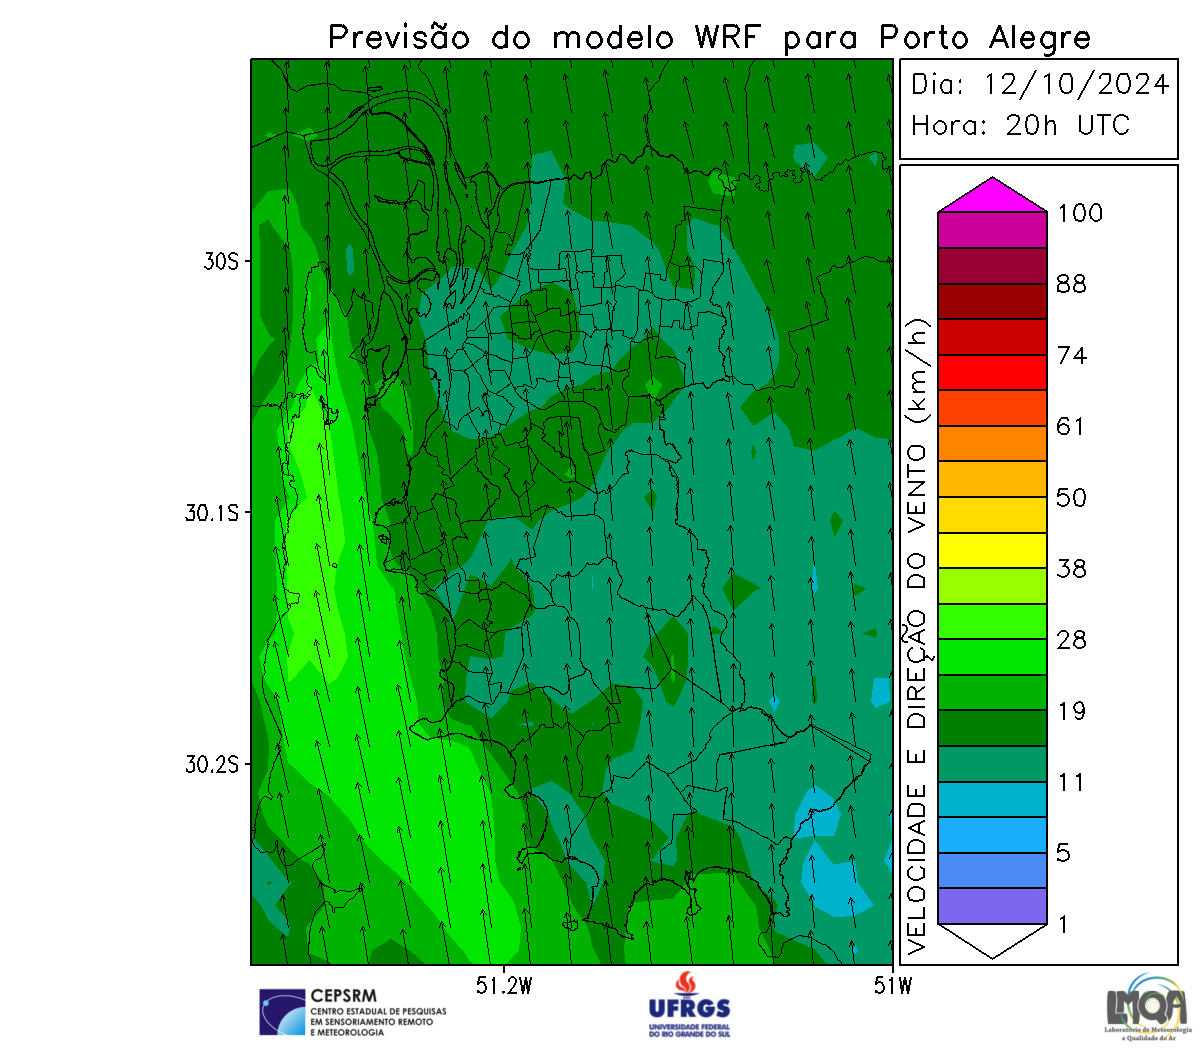 Previsão do modelo WRF para Porto Alegre
Dia: 12/10/2024
Hora: 20h UTC
100
88
74
61
50
38
28
19
11
5
1
VELOCIDADE E DIREÇÃO DO VENTO (km/h)
30S
30.1S
30.2S
51.2W
51W
CEPSRM
CENTRO ESTADUAL DE PESQUISAS
EM SENSORIAMENTO REMOTO
E METEOROLOGIA
UFRGS
UNIVERSIDADE FEDERAL
DO RIO GRANDE DO SUL
LMQA
Laboratório de Meteorologia
e Qualidade do Ar